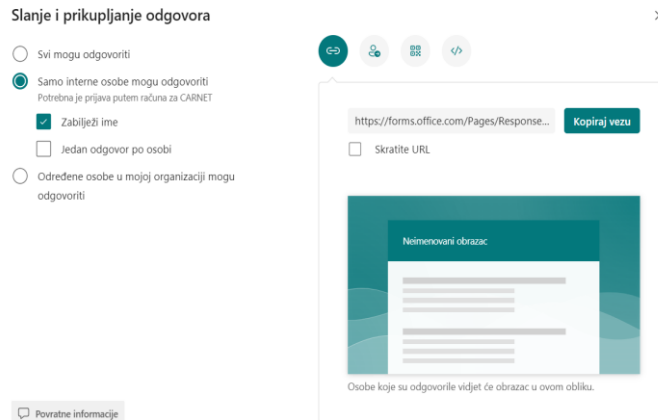 Slanje i prikupljanje odgovora
Svi mogu odgovoriti
Samo interne osobe mogu odgovoriti
Potrebna je prijava putem računa za CARNET
Zabilježi ime
Jedan odgovor po osobi
Određene osobe u mojoj organizaciji mogu
odgovoriti
https://forms.office.com/Pages/Response...
Kopiraj vezu
Skratite URL
Neimenovani obrazac
Osobe koje su odgovorile vidjet će obrazac u ovom obliku.
Povratne informacije